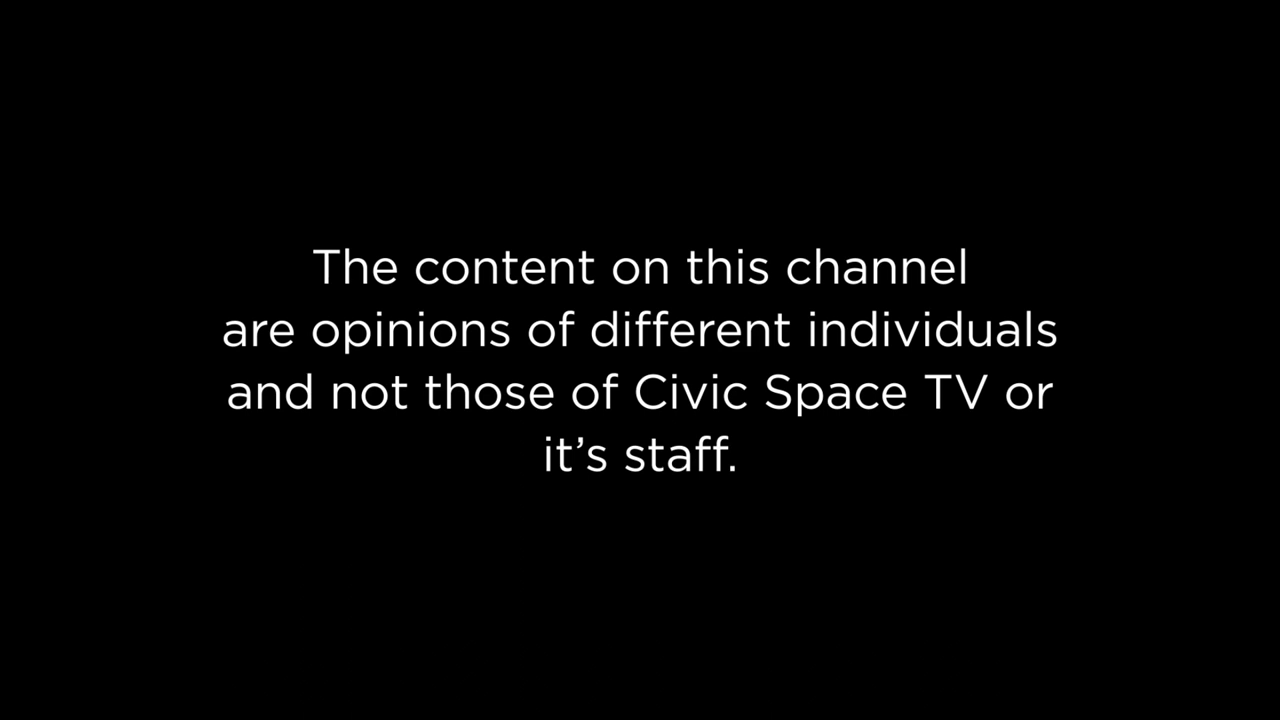 The content on this channel
are opinions of different individuals
and not those of Civic Space TV or
it’s staff.